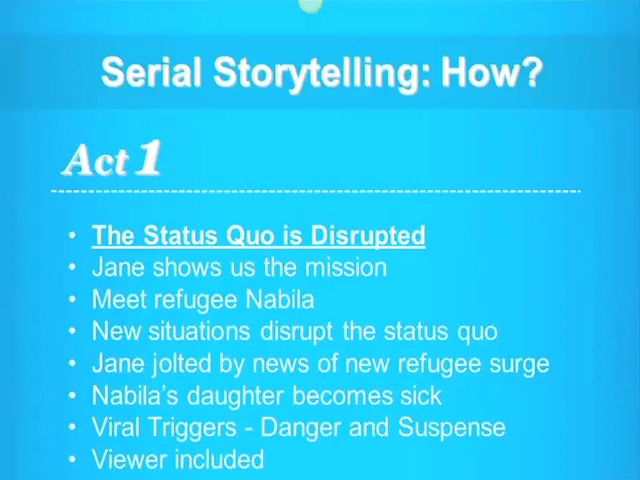 Serial Storytelling: How?
Act 1
• The Status Quo is Disrupted
• Jane shows us the mission
• Meet refugee Nabila
• New situations disrupt the status quo
• Jane jolted by news of new refugee surge
• Nabila's daughter becomes sick
• Viral Triggers - Danger and Suspense
• Viewer included